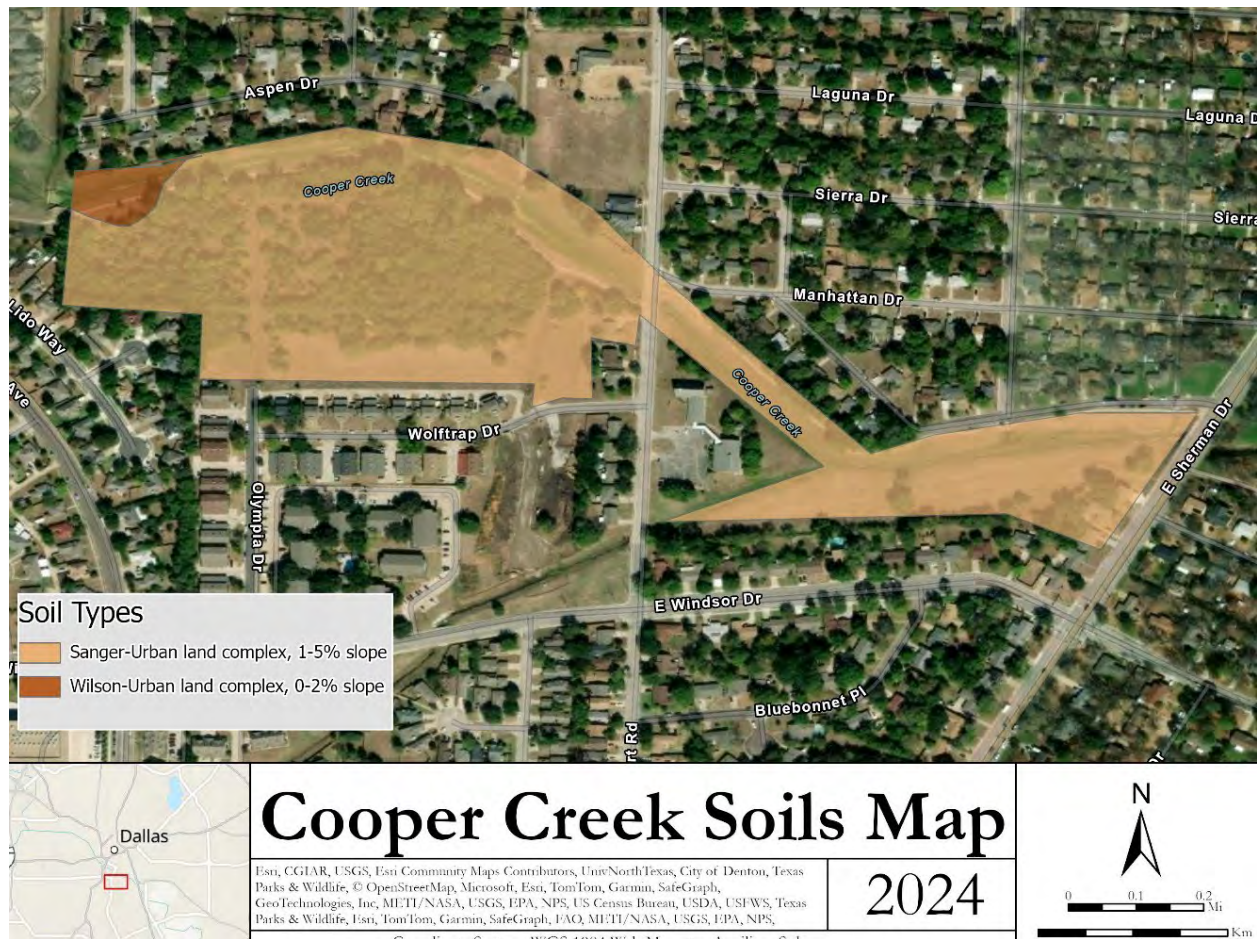 Aspen Dr
Laguna Dr
Laguna D
Cooper Creek
Sierra Dr
Sierra
Manhattan Dr
Lido Way
Ave
Cooper Creek
E Sherman Dr
Wolftrap Dr
Olympia Dr
E Windsor Dr
Bluebonnet Pl
rt Rd
Dr
Soil Types
Sanger-Urban land complex, 1-5% slope
Wilson-Urban land complex, 0-2% slope
Dallas
Cooper Creek Soils Map
Esri, CGIAR, USGS, Esri Community Maps Contributors, UnivNorthTexas, City of Denton, Texas
Parks & Wildlife, © OpenStreetMap, Microsoft, Esri, TomTom, Garmin, SafeGraph,
GeoTechnologies, Inc, METI/NASA, USGS, EPA, NPS, US Census Bureau, USDA, USFWS, Texas
Parks & Wildlife, Esri, TomTom, Garmin, SafeGraph, FAO, METI/NASA, USGS, EPA, NPS,
2024
N
0 0.1 0.2
Mi
Km